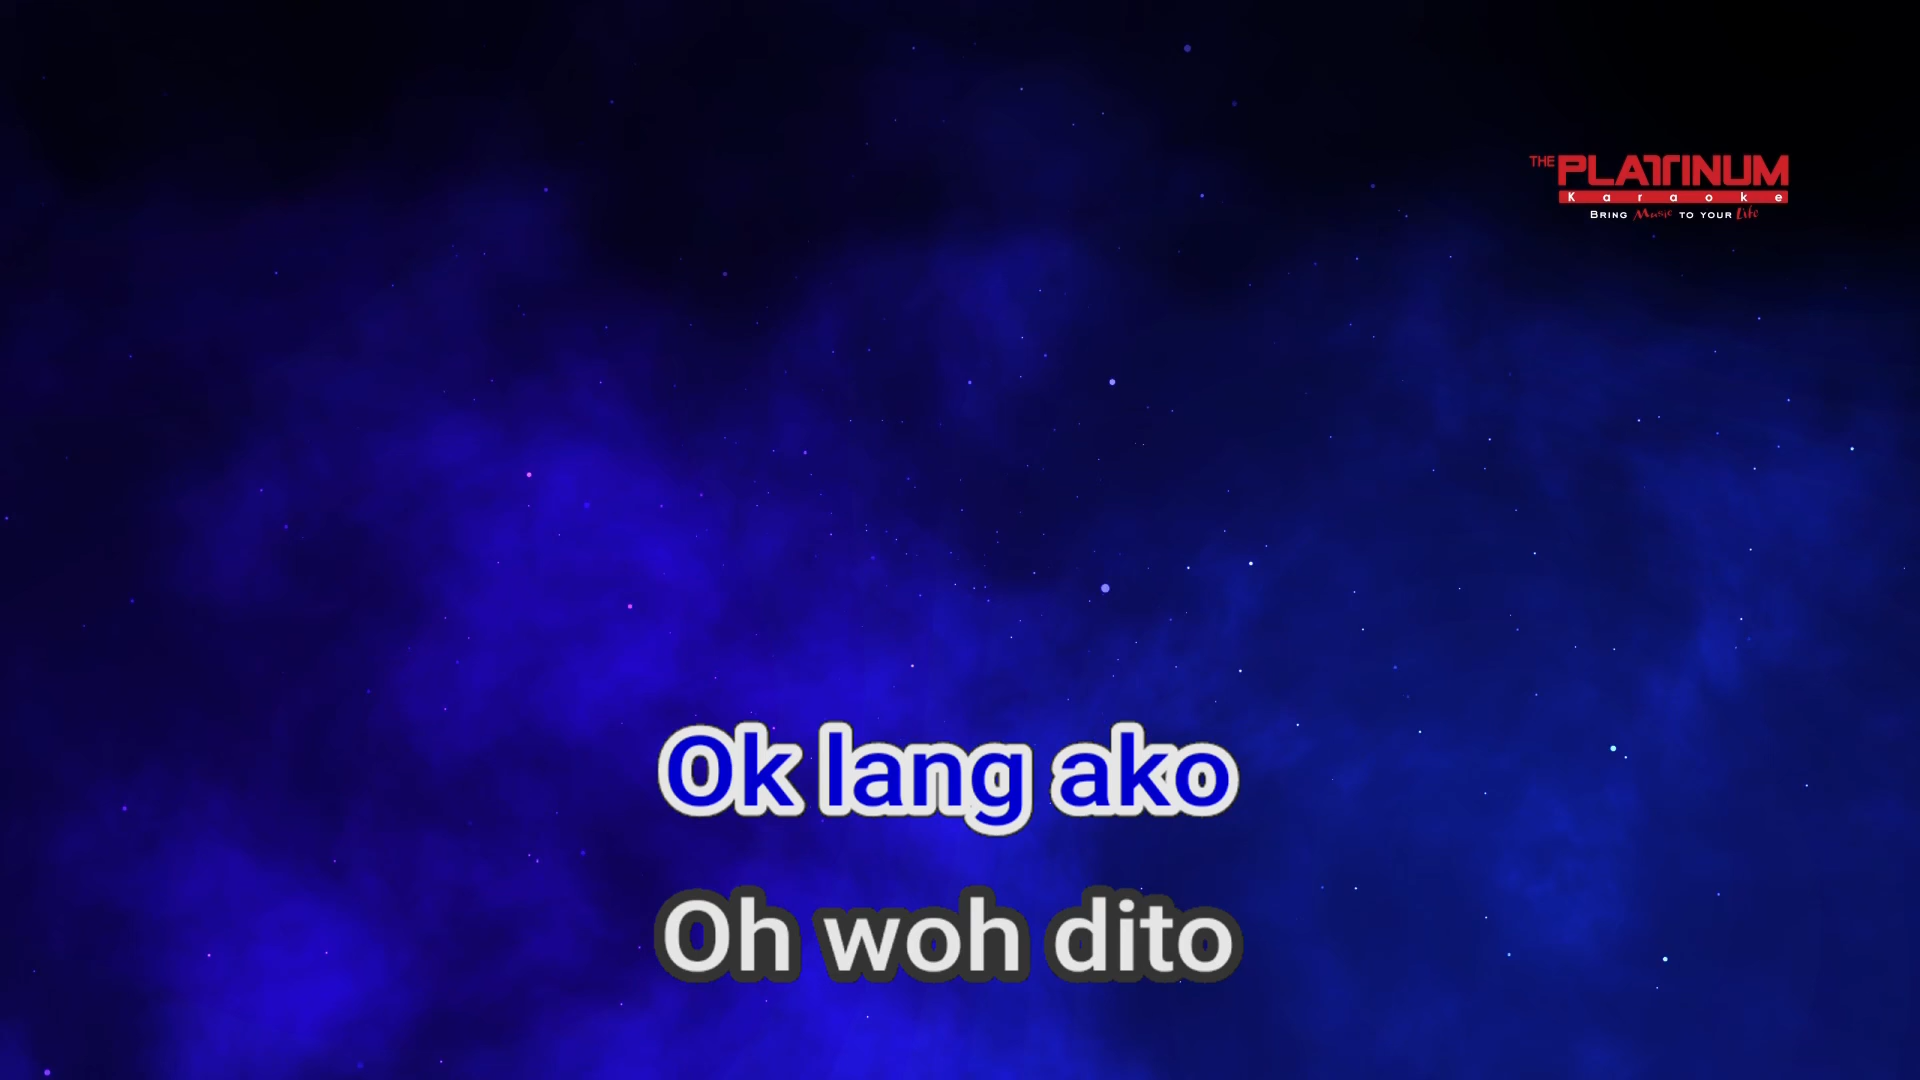 THE PLATINUM
Karaoke
BRING Music TO YOUR Life
Ok lang ako
Oh woh dito